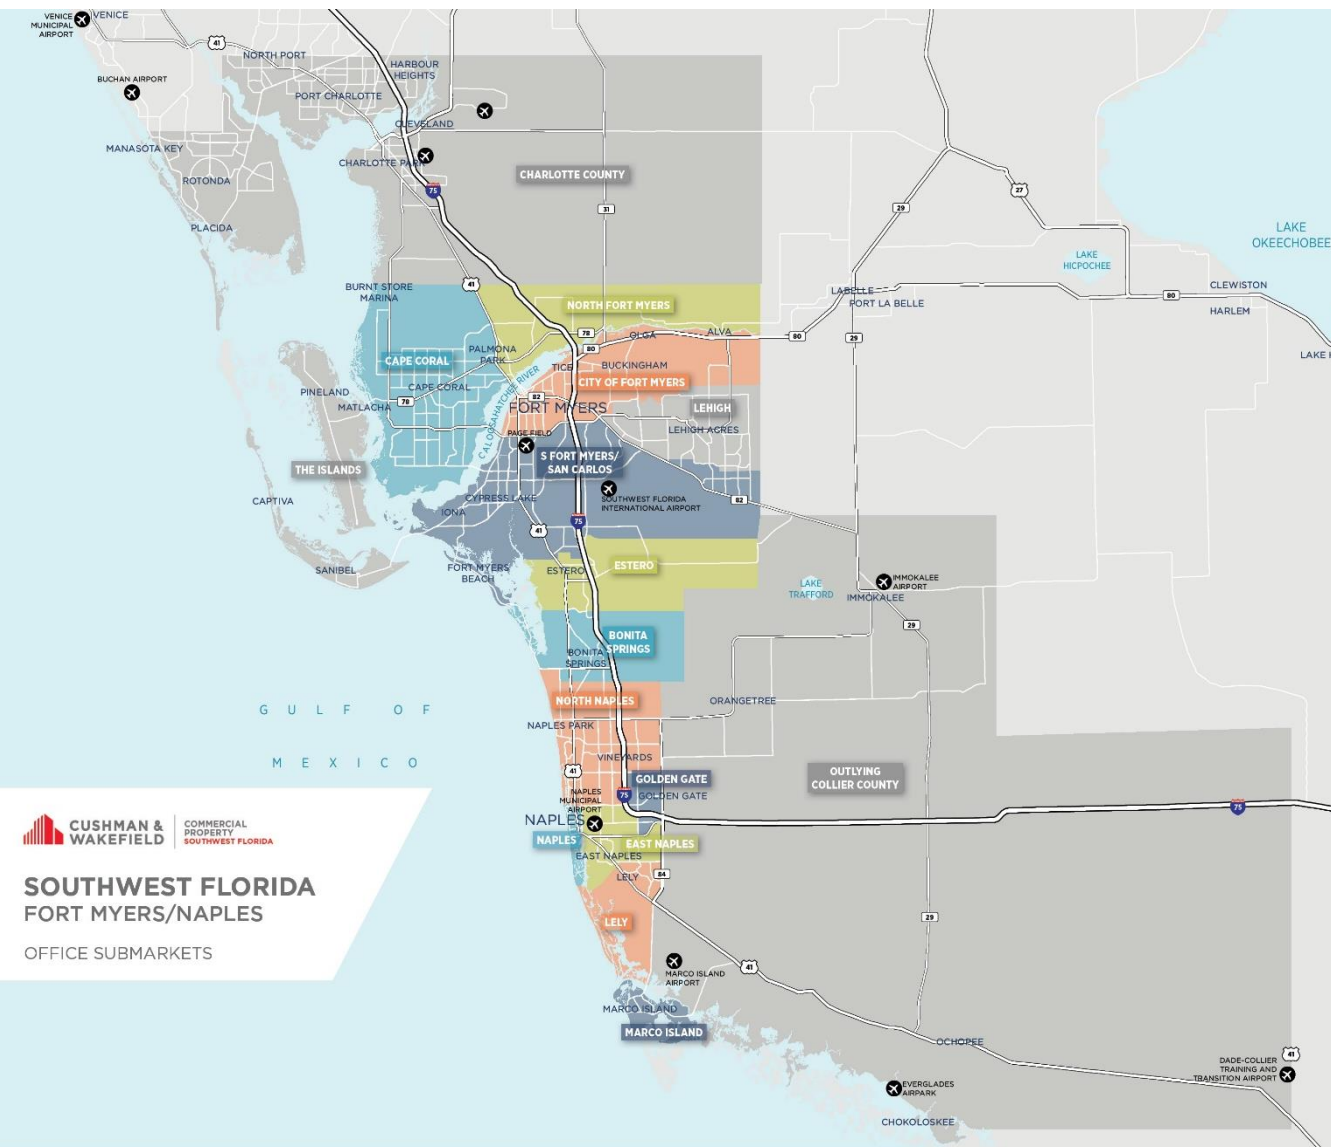 VENICE
MUNICIPAL
AIRPORT
VENICE
41
NORTH PORT
HARBOUR
HEIGHTS
BUCHAN AIRPORT
PORT CHARLOTTE
CLEVELAND
MANASOTA KEY
CHARLOTTE PARK
CHARLOTTE COUNTY
ROTONDA
75
27
31
29
PLACIDA
LAKE
OKEECHOBEE
LAKE
HICPOCHEE
BURNT STORE
MARINA
41
NORTH FORT MYERS
LABELLE
PORT LA BELLE
80
CLEWISTON
HARLEM
78
OLGA
ALVA
80
29
80
PALMONA
PARK
CAPE CORAL
TICE
BUCKINGHAM
LAKE
CITY OF FORT MYERS
CAPE CORAL
PINELAND
MATLACHA
78
CALOOSAHATCHEE RIVER
82
FORT MYERS
LEHIGH
LEHIGH ACRES
PAGE FIELD
S FORT MYERS/
SAN CARLOS
THE ISLANDS
CAPTIVA
CYPRESS LAKE
IONA
SOUTHWEST FLORIDA
INTERNATIONAL AIRPORT
82
75
41
SANIBEL
FORT MYERS
BEACH
ESTERO
ESTERO
LAKE
TRAFFORD
IMMOKALEE
AIRPORT
IMMOKALEE
29
BONITA
SPRINGS
BONITA
SPRINGS
NORTH NAPLES
ORANGETREE
GULF OF
MEXICO
NAPLES PARK
VINEYARDS
41
GOLDEN GATE
OUTLYING
COLLIER COUNTY
NAPLES
MUNICIPAL
AIRPORT
75
GOLDEN GATE
75
NAPLES
NAPLES
EAST NAPLES
EAST NAPLES
LELY
84
CUSHMAN &
WAKEFIELD
COMMERCIAL
PROPERTY
SOUTHWEST FLORIDA
SOUTHWEST FLORIDA
FORT MYERS/NAPLES
OFFICE SUBMARKETS
LELY
29
41
MARCO ISLAND
AIRPORT
MARCO ISLAND
MARCO ISLAND
OCHOPEE
41
DADE-COLLIER
TRAINING AND
TRANSITION AIRPORT
EVERGLADES
AIRPARK
CHOKOLOSKEE